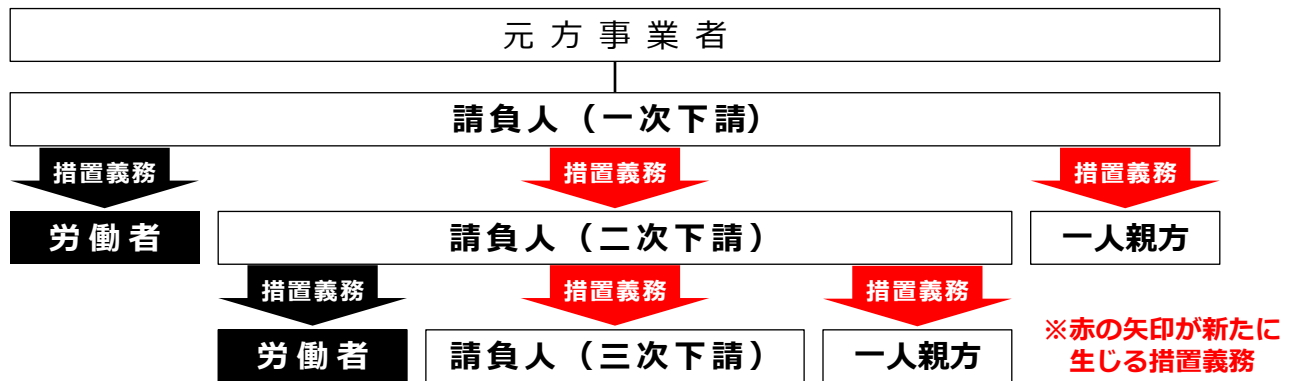 元方事業者
請負人（一次下請）
措置義務
措置義務
措置義務
労働者
請負人（二次下請）
一人親方
措置義務
措置義務
措置義務
労働者
請負人（三次下請）
一人親方
※赤の矢印が新たに
生じる措置義務